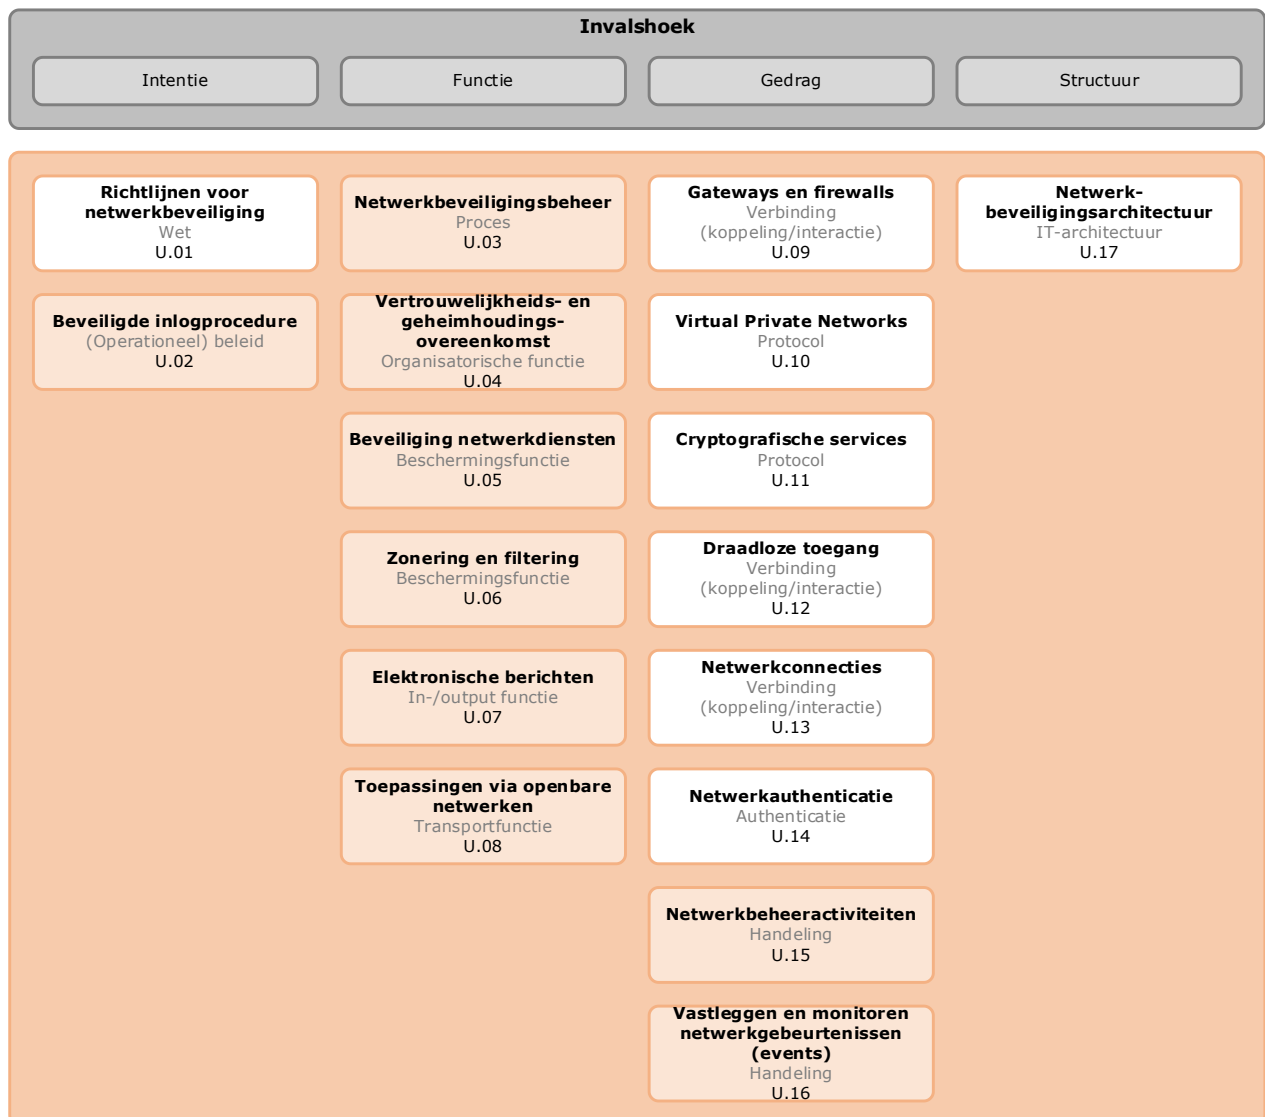 Invalshoek
Intentie
Functie
Gedrag
Structuur
Richtlijnen voor
netwerkbeveiliging
Wet
U.01
Beveiligde inlogprocedure
(Operationeel) beleid
U.02
Netwerkbeveiligingsbeheer
Proces
U.03
Vertrouwelijkheids- en
geheimhoudings-
overeenkomst
Organisatorische functie
U.04
Beveiliging netwerkdiensten
Beschermingsfunctie
U.05
Zonering en filtering
Beschermingsfunctie
U.06
Elektronische berichten
In-/output functie
U.07
Toepassingen via openbare
netwerken
Transportfunctie
U.08
Gateways en firewalls
Verbinding
(koppeling/interactie)
U.09
Virtual Private Networks
Protocol
U.10
Cryptografische services
Protocol
U.11
Draadloze toegang
Verbinding
(koppeling/interactie)
U.12
Netwerkconnecties
Verbinding
(koppeling/interactie)
U.13
Netwerkauthenticatie
Authenticatie
U.14
Netwerkbeheeractiviteiten
Handeling
U.15
Vastleggen en monitoren
netwerkgebeurtenissen
(events)
Handeling
U.16
Netwerk-
beveiligingsarchitectuur
IT-architectuur
U.17